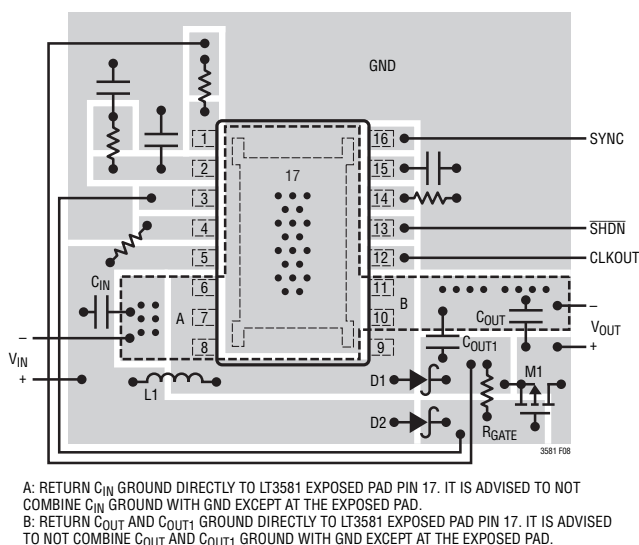 GND
1
2
3
4
5
6
7
8
17
16
15
14
13
12
11
10
9
SYNC
SHDN
CLKOUT
CIN
A
B
COUT
COUT1
–
VIN
+
–
VOUT
+
L1
D1
D2
RGATE
M1
3581 F08
A: RETURN CIN GROUND DIRECTLY TO LT3581 EXPOSED PAD PIN 17. IT IS ADVISED TO NOT
COMBINE CIN GROUND WITH GND EXCEPT AT THE EXPOSED PAD.
B: RETURN COUT AND COUT1 GROUND DIRECTLY TO LT3581 EXPOSED PAD PIN 17. IT IS ADVISED
TO NOT COMBINE COUT AND COUT1 GROUND WITH GND EXCEPT AT THE EXPOSED PAD.